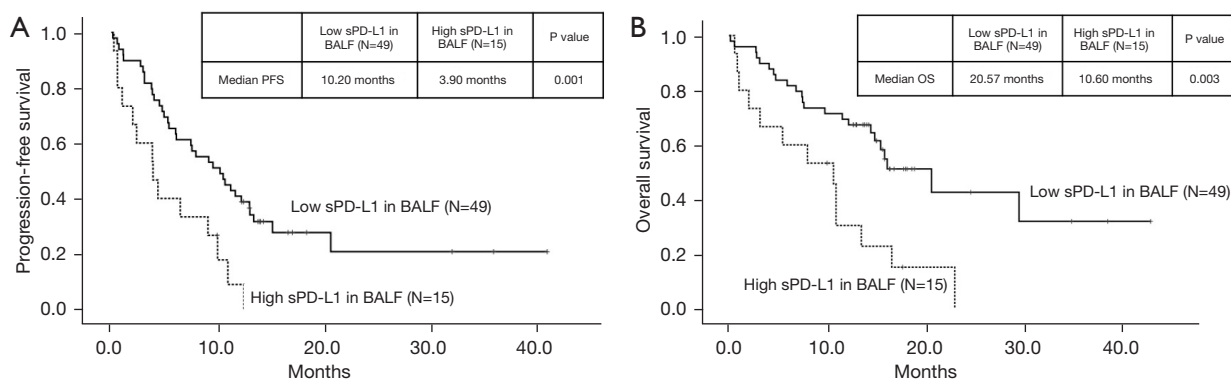 A
Low sPD-L1 in
BALF (N=49)
High sPD-L1 in
BALF (N=15)
P value
Median PFS
10.20 months
3.90 months
0.001
Progression-free survival
1.0
0.8
0.6
0.4
0.2
0.0
Low sPD-L1 in BALF (N=49)
High sPD-L1 in BALF (N=15)
0.0 10.0 20.0 30.0 40.0
Months
B
Low sPD-L1 in
BALF (N=49)
High sPD-L1 in
BALF (N=15)
P value
Median OS
20.57 months
10.60 months
0.003
Overall survival
1.0
0.8
0.6
0.4
0.2
0.0
Low sPD-L1 in BALF (N=49)
High sPD-L1 in BALF (N=15)
0.0 10.0 20.0 30.0 40.0
Months